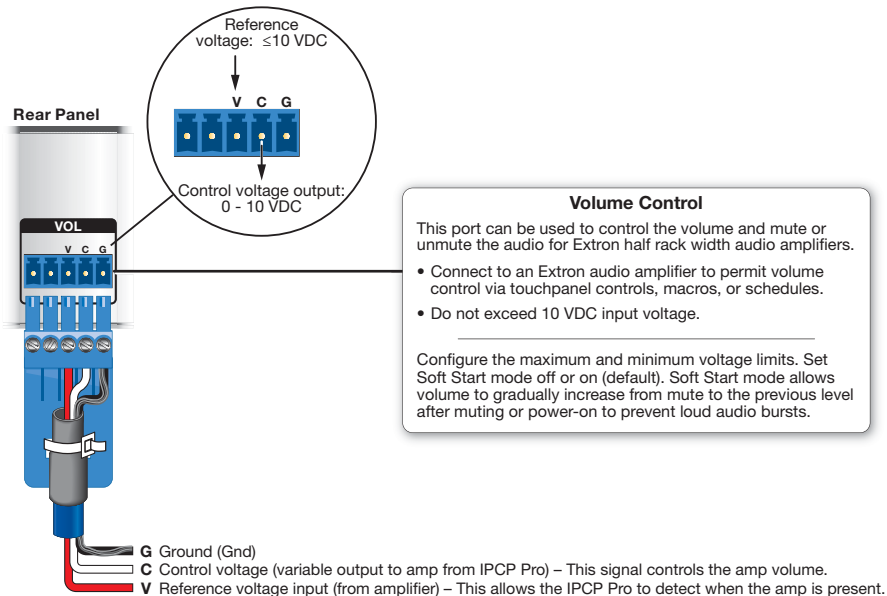 Reference
voltage: ≤10 VDC
V C G
Rear Panel
Control voltage output:
0 - 10 VDC
VOL
V C G
Volume Control
This port can be used to control the volume and mute or
unmute the audio for Extron half rack width audio amplifiers.
• Connect to an Extron audio amplifier to permit volume
control via touchpanel controls, macros, or schedules.
• Do not exceed 10 VDC input voltage.
Configure the maximum and minimum voltage limits. Set
Soft Start mode off or on (default). Soft Start mode allows
volume to gradually increase from mute to the previous level
after muting or power-on to prevent loud audio bursts.
G Ground (Gnd)
C Control voltage (variable output to amp from IPCP Pro) – This signal controls the amp volume.
V Reference voltage input (from amplifier) – This allows the IPCP Pro to detect when the amp is present.